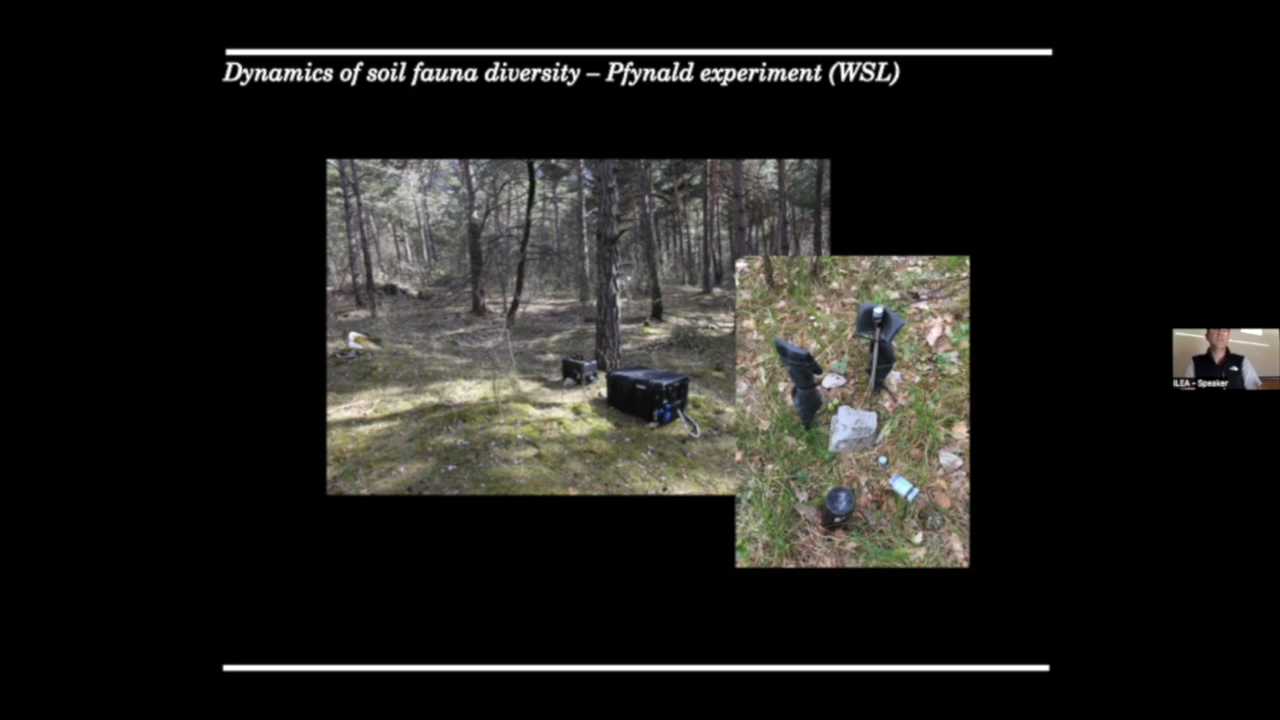 Dynamics of soil fauna diversity – Pfynald experiment (WSL)
ILEA - Speaker